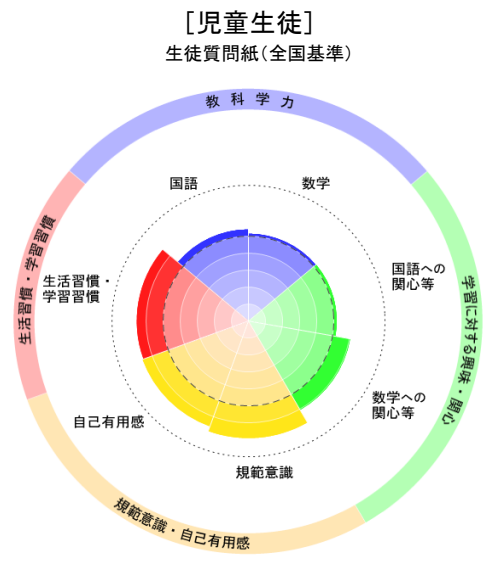 [児童生徒]
生徒質問紙(全国基準)
教科学力
国語
数学
生活習慣・学習習慣
生活習慣・
学習習慣
国語への
関心等
学習に対する興味・関心
数学への
関心等
自己有用感
規範意識
規範意識・自己有用感